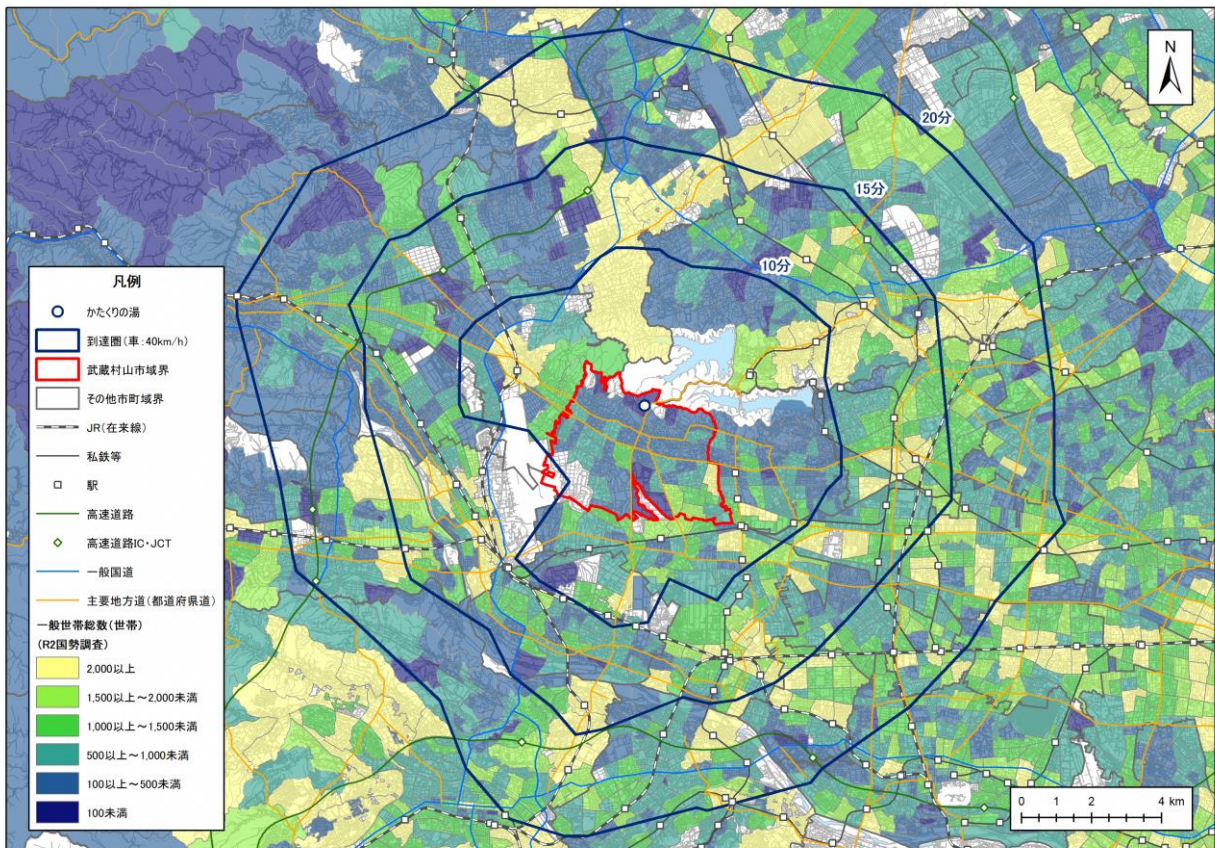 N
20分
15分
10分
凡例
かたくりの湯
到達圏(車:40km/h)
武蔵村山市域界
その他市町域界
JR(在来線)
私鉄等
駅
高速道路
高速道路IC・JCT
一般国道
主要地方道(都道府県道)
一般世帯総数(世帯)
(R2国勢調査)
2,000以上
1,500以上~2,000未満
1,000以上~1,500未満
500以上~1,000未満
100以上~500未満
100未満
0 1 2 4 km